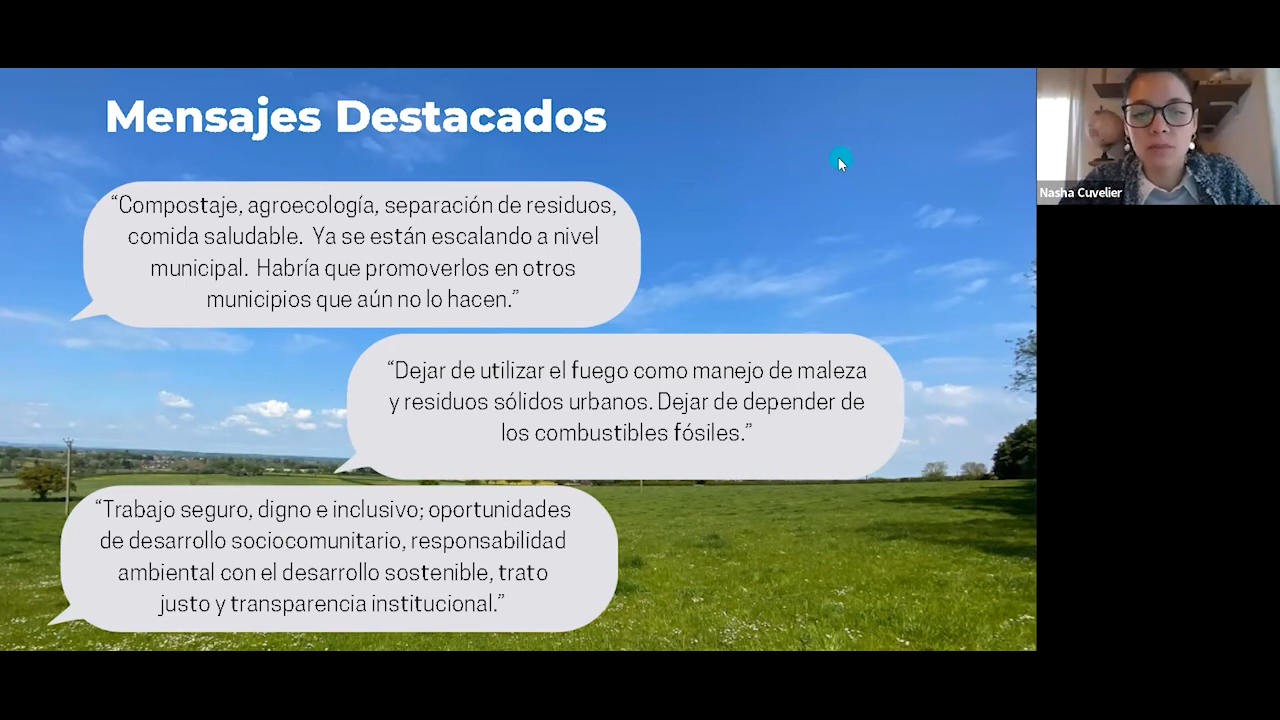 Mensajes Destacados
“Compostaje, agroecología, separación de residuos,
comida saludable. Ya se están escalando a nivel
municipal. Habría que promoverlos en otros
municipios que aún no lo hacen.”
“Dejar de utilizar el fuego como manejo de maleza
y residuos sólidos urbanos. Dejar de depender de
los combustibles fósiles.”
“Trabajo seguro, digno e inclusivo; oportunidades
de desarrollo sociocomunitario, responsabilidad
ambiental con el desarrollo sostenible, trato
justo y transparencia institucional.”
Nasha Cuvelier